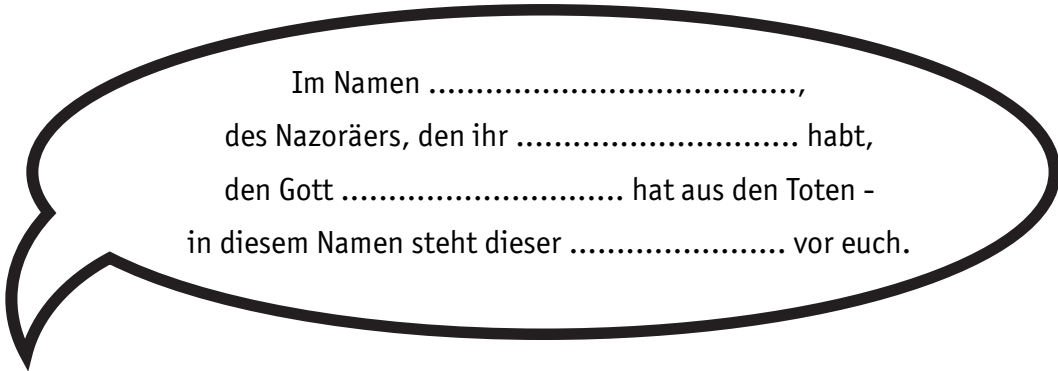 Im Namen ......................................,
des Nazoräers, den ihr ............................. habt,
den Gott ............................. hat aus den Toten -
in diesem Namen steht dieser ...................... vor euch.